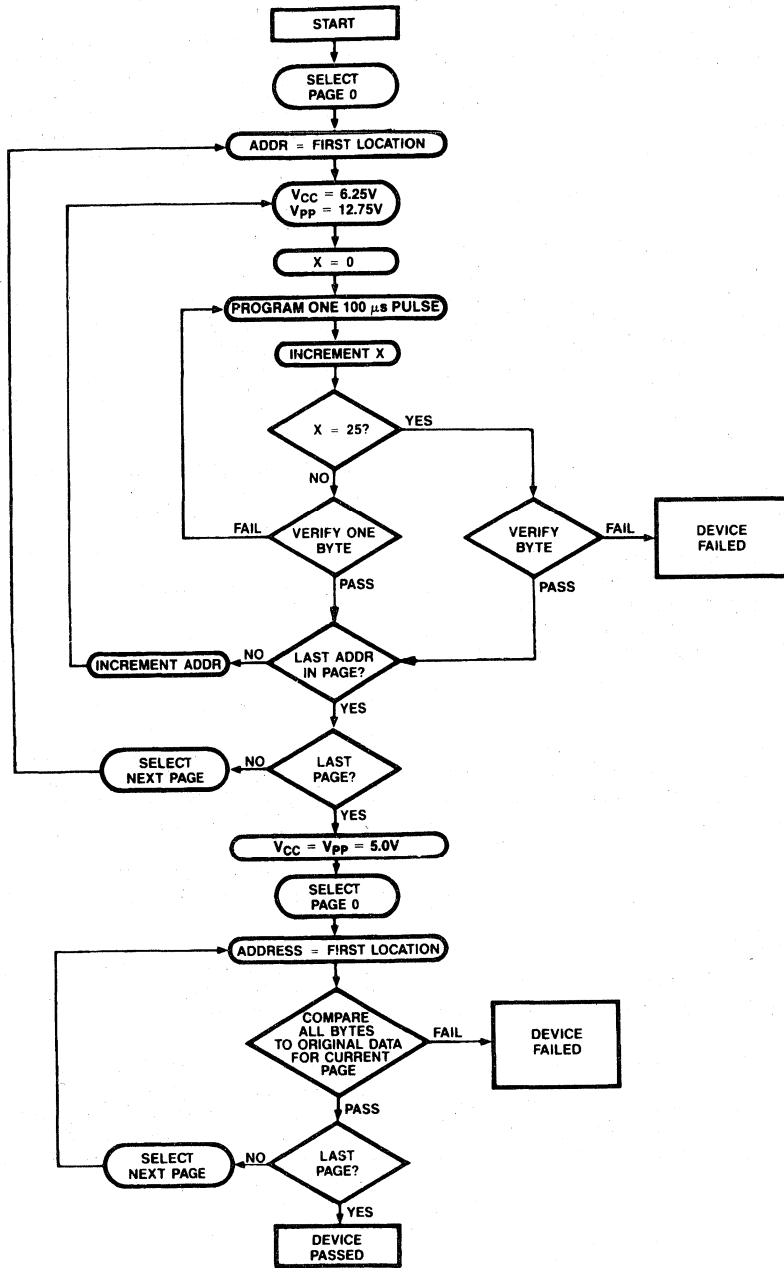 START
SELECT
PAGE 0
ADDR = FIRST LOCATION
VCC = 6.25V
VPP = 12.75V
X = 0
PROGRAM ONE 100 μs PULSE
INCREMENT X
X = 25?
YES
NO
VERIFY ONE
BYTE
FAIL
PASS
VERIFY
BYTE
FAIL
PASS
DEVICE
FAILED
LAST ADDR
IN PAGE?
NO
INCREMENT ADDR
YES
LAST
PAGE?
NO
SELECT
NEXT PAGE
YES
VCC = VPP = 5.0V
SELECT
PAGE 0
ADDRESS = FIRST LOCATION
COMPARE
ALL BYTES
TO ORIGINAL DATA
FOR CURRENT
PAGE
FAIL
DEVICE
FAILED
PASS
LAST
PAGE?
NO
SELECT
NEXT PAGE
YES
DEVICE
PASSED